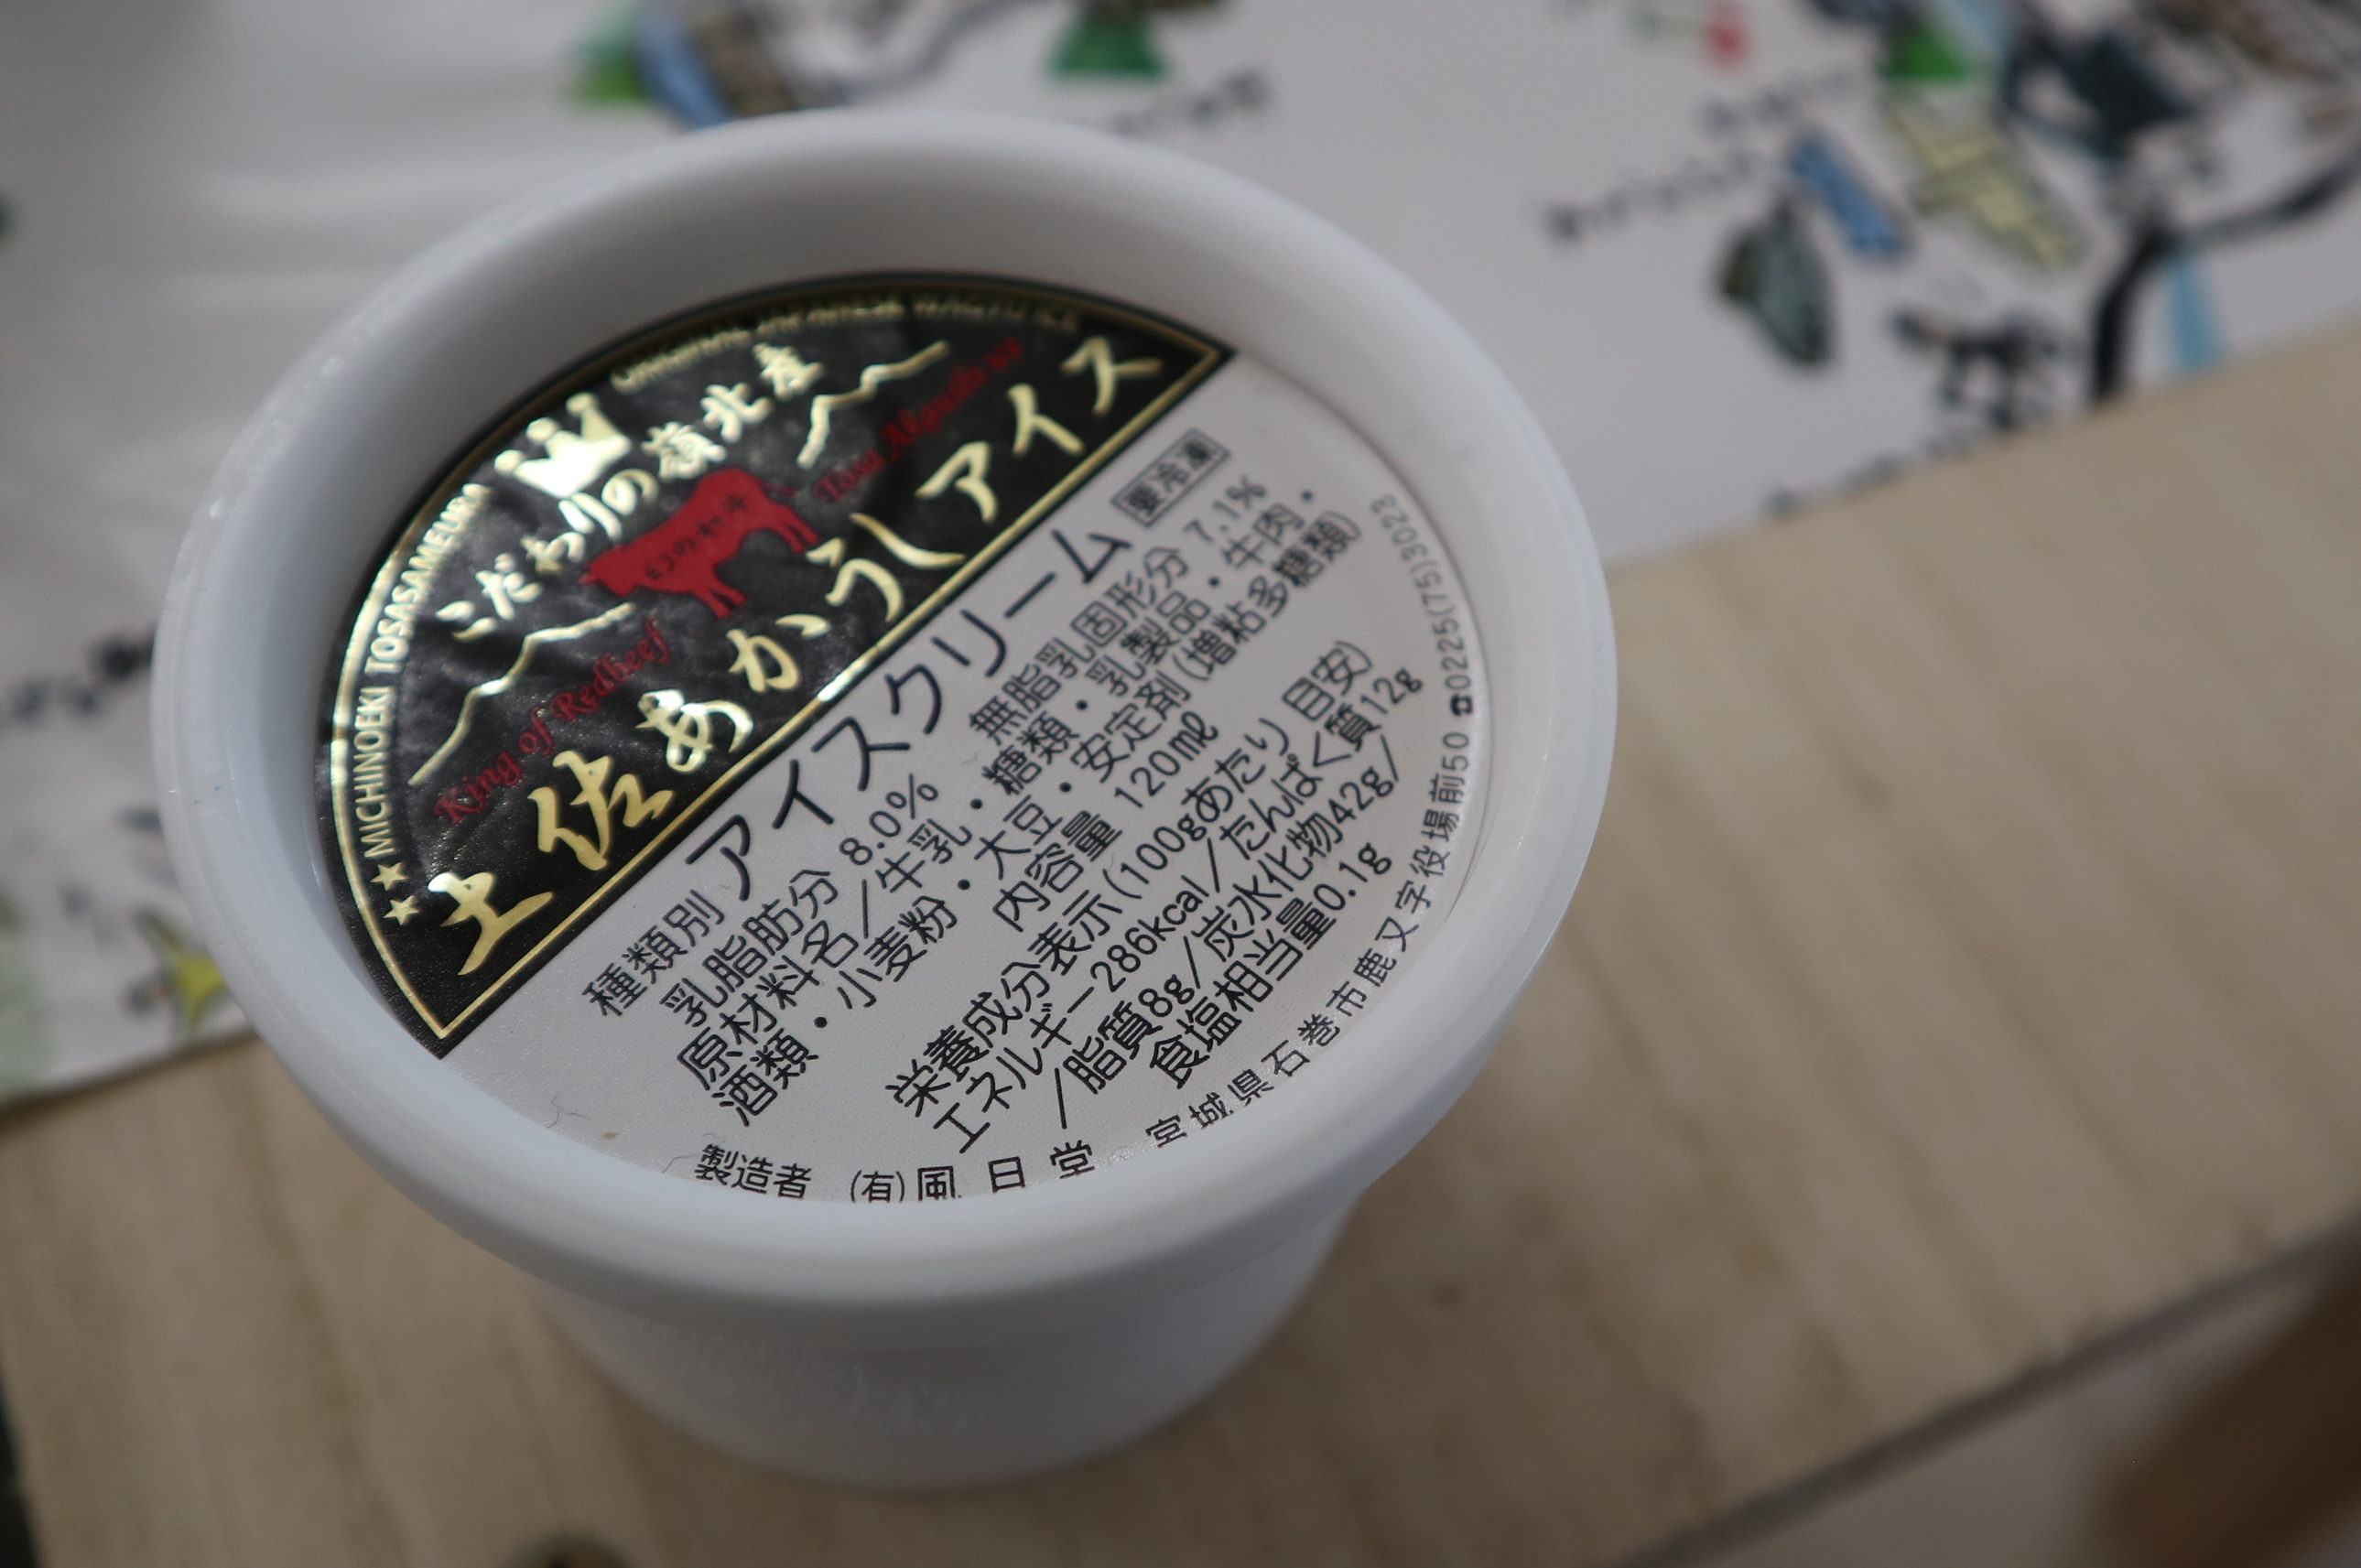 ORIGINAL JAPANESE WAGYU ICE
★★MICHINOEKI TOSASAMEURA
こだわりの嶺北産
幻の和牛
King of Redbeef
Tosa Akaushi
土佐あかうしアイス
種類別 アイスクリーム 要冷凍
乳脂肪分 8.0% 無脂乳固形分 7.1%
原材料名/牛乳・糖類・乳製品・牛肉・
酒類・小麦粉・大豆・安定剤(増粘多糖類)
内容量 120mℓ
栄養成分表示(100gあたり 目安)
エネルギー286kcal/たんぱく質12g
/脂質8g/炭水化物42g/
食塩相当量0.1g
製造者 (有)風日堂 宮城県石巻市鹿又字役場前50 ☎0225(75)3023